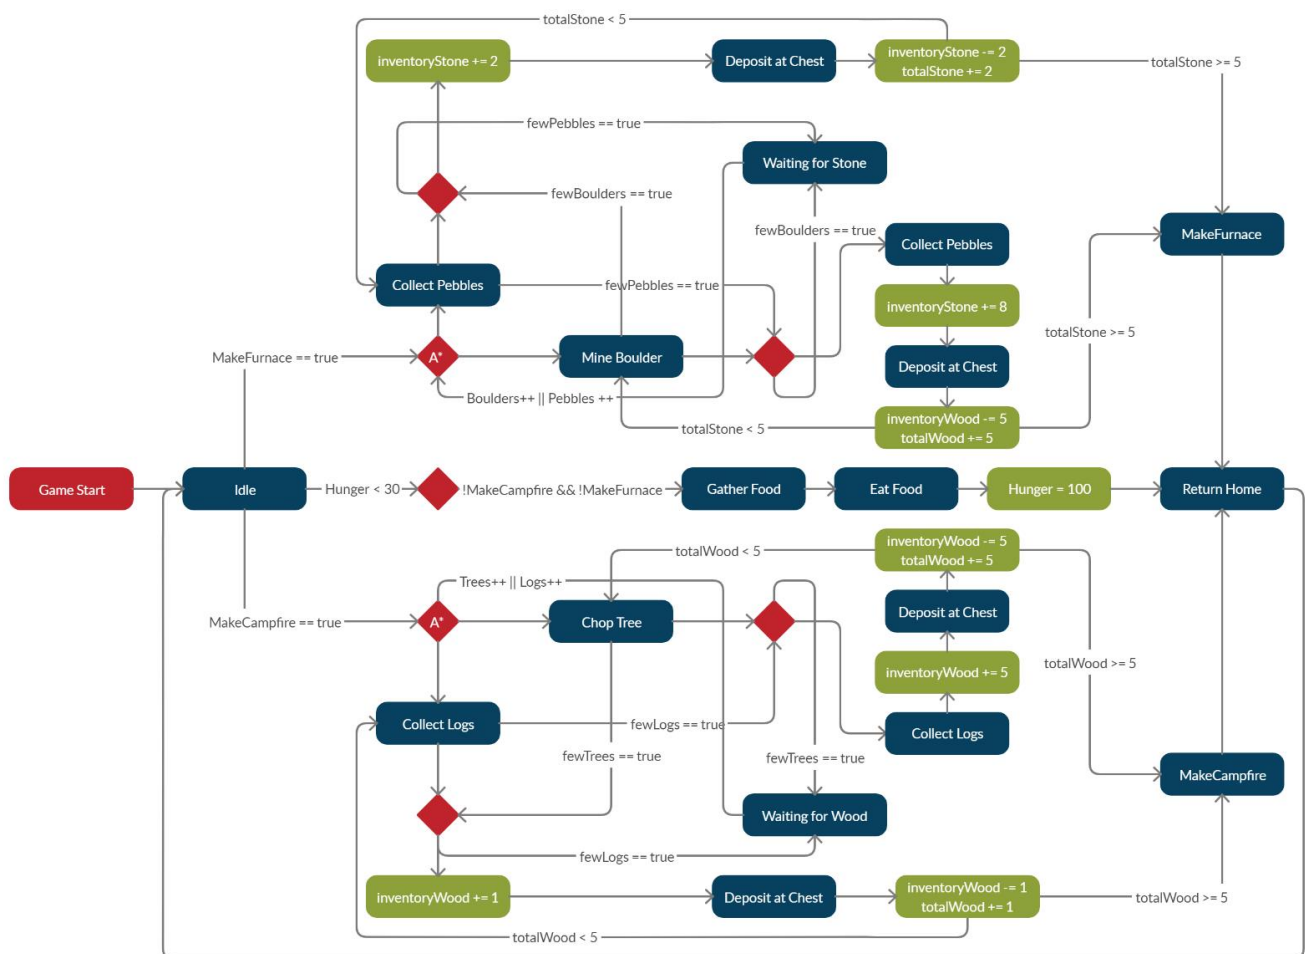 totalStone < 5
inventoryStone += 2
Deposit at Chest
inventoryStone -= 2
totalStone += 2
totalStone >= 5
fewPebbles == true
Waiting for Stone
fewBoulders == true
fewBoulders == true
Collect Pebbles
MakeFurnace
Collect Pebbles
fewPebbles == true
inventoryStone += 8
totalStone >= 5
MakeFurnace == true
A*
Mine Boulder
Deposit at Chest
Boulders++ || Pebbles ++
totalStone < 5
inventoryWood -= 5
totalWood += 5
Game Start
Idle
Hunger < 30
!MakeCampfire && !MakeFurnace
Gather Food
Eat Food
Hunger = 100
Return Home
totalWood < 5
inventoryWood -= 5
totalWood += 5
Trees++ || Logs++
MakeCampfire == true
A*
Chop Tree
Deposit at Chest
totalWood >= 5
inventoryWood += 5
Collect Logs
fewLogs == true
Collect Logs
fewTrees == true
fewTrees == true
MakeCampfire
Waiting for Wood
fewLogs == true
inventoryWood += 1
Deposit at Chest
inventoryWood -= 1
totalWood += 1
totalWood >= 5
totalWood < 5